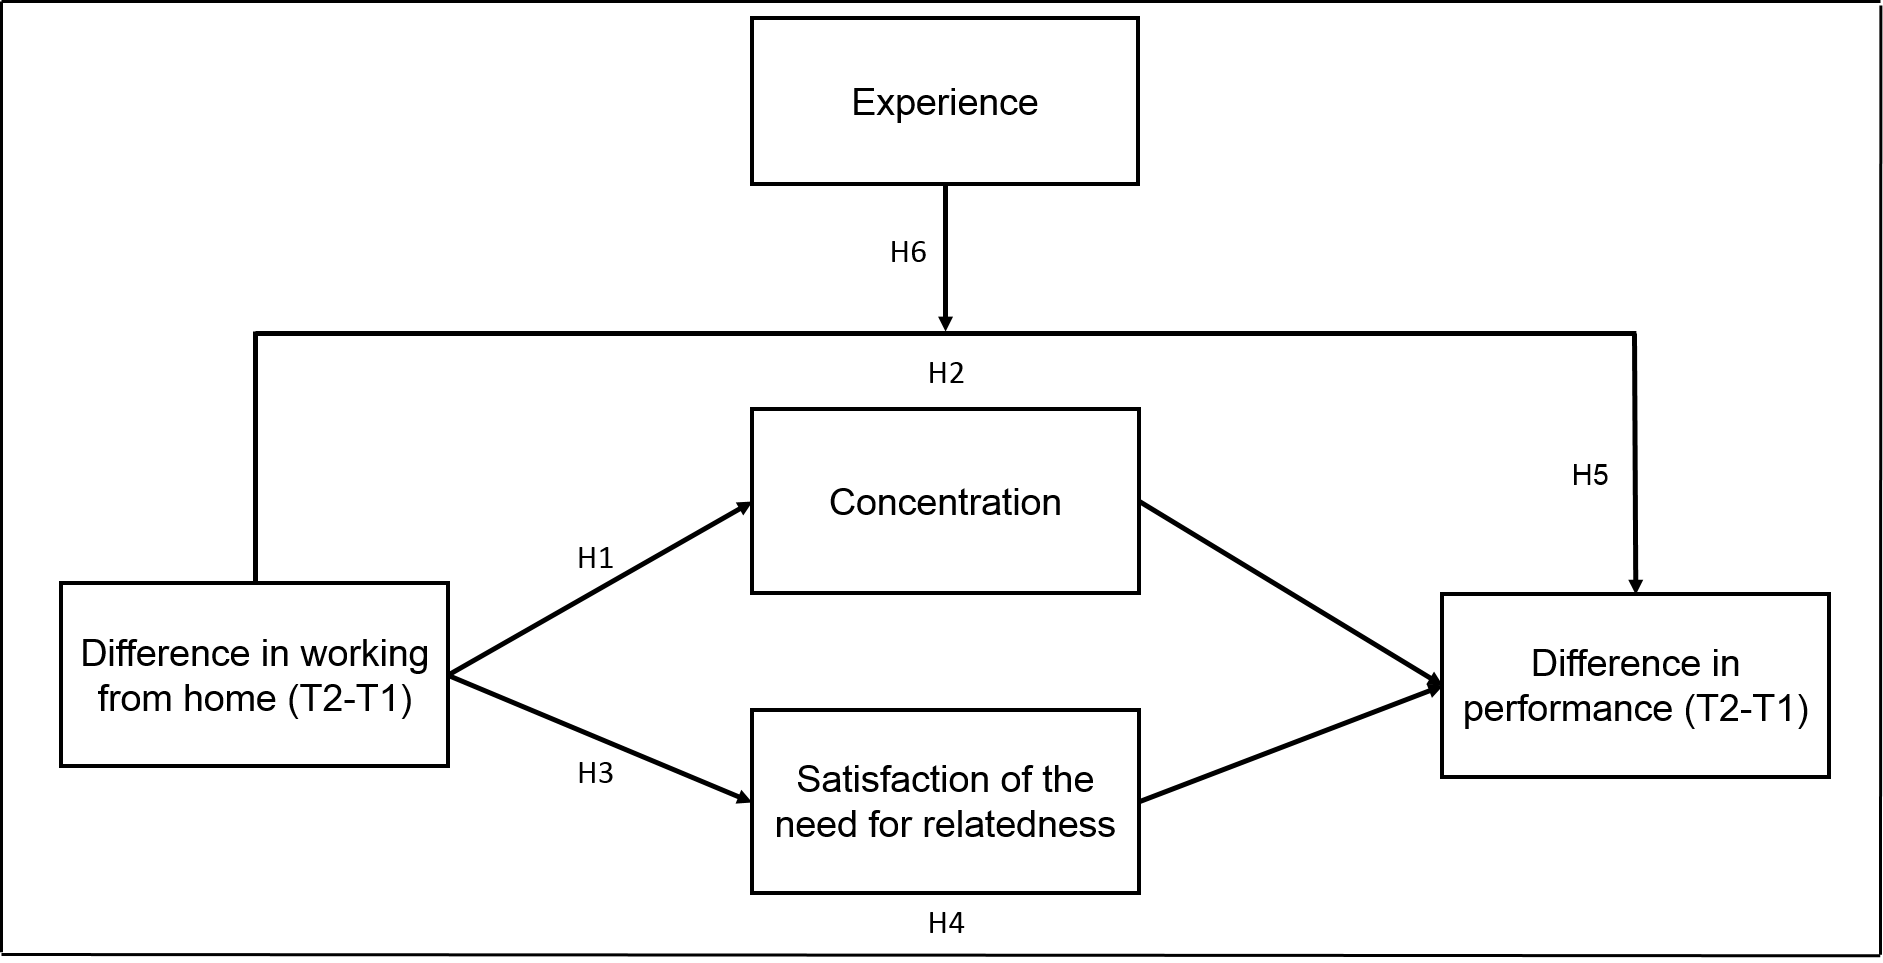 Experience
H6
H2
Concentration
H5
H1
Difference in working
from home (T2-T1)
Difference in
performance (T2-T1)
H3
Satisfaction of the
need for relatedness
H4